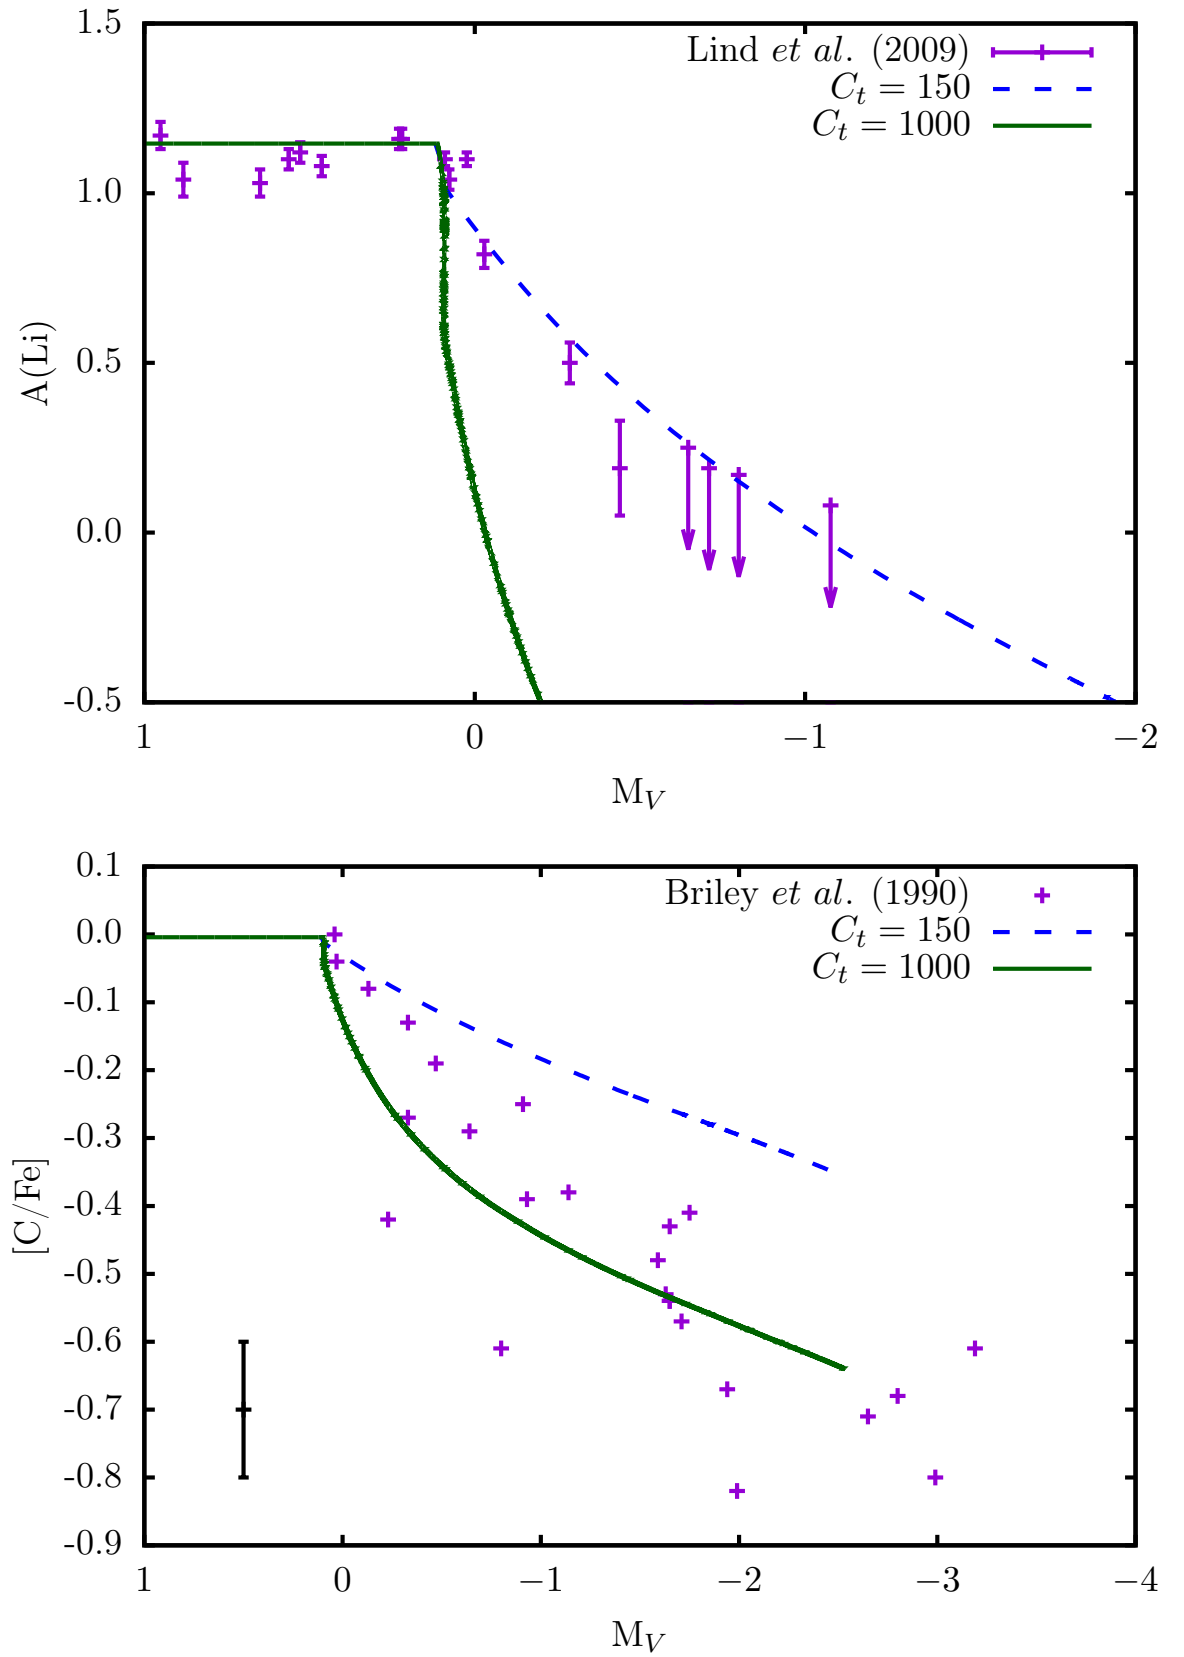 1.5
1.0
0.5
0.0
-0.5
A(Li)
Lind et al. (2009)
C_t = 150
C_t = 1000
1 0 −1 −2
M_V
0.1
0.0
-0.1
-0.2
-0.3
-0.4
-0.5
-0.6
-0.7
-0.8
-0.9
[C/Fe]
Briley et al. (1990)
C_t = 150
C_t = 1000
1 0 −1 −2 −3 −4
M_V